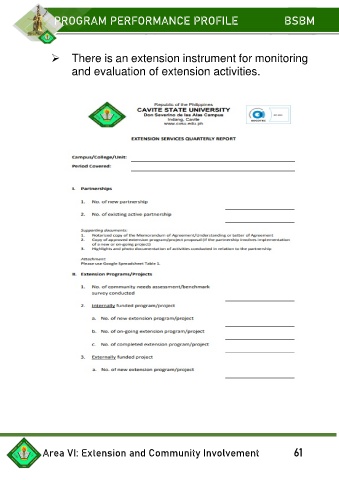 PROGRAM PERFORMANCE PROFILE BSBM
➢ There is an extension instrument for monitoring
and evaluation of extension activities.
Republic of the Philippines
CAVITE STATE UNIVERSITY
Don Severino de las Alas Campus
Indang, Cavite
www.cvsu.edu.ph
EXTENSION SERVICES QUARTERLY REPORT
Campus/College/Unit:
Period Covered:
I. Partnerships
1. No. of new partnership
2. No. of existing active partnership
Supporting documents:
1. Notarized copy of the Memorandum of Agreement/Understanding or Letter of Agreement
2. Copy of approved extension program/project proposal (if the partnership involves implementation
of a new or on-going project)
3. Highlights and photo documentation of activities conducted in relation to the partnership
Attachment:
Please use Google Spreadsheet Table 1.
II. Extension Programs/Projects
1. No. of community needs assessment/benchmark
survey conducted
2. Internally funded program/project
a. No. of new extension program/project
b. No. of on-going extension program/project
c. No. of completed extension program/project
3. Externally funded project
a. No. of new extension program/project
Area VI: Extension and Community Involvement 61